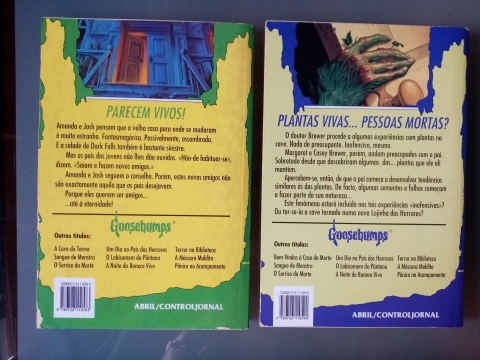 PARECEM VIVOS!
Amanda e Josh pensam que a velha casa para onde se mudaram
é muito estranha. Fantasmagórica. Possivelmente, assombrada.
E a cidade de Dark Falls também é bastante sinistra.
Mas os pais dos jovens não lhes dão ouvidos. «Hão-de habituar-se»,
dizem. «Saiam e façam novos amigos.»
Amanda e Josh seguem o conselho. Porém, estes novos amigos não
são exactamente aquilo que os pais desejavam.
Porque eles querem ser amigos...
...até à eternidade!
Goosebumps
Outros títulos:
A Cave do Terror
Sangue de Monstro
O Sorriso da Morte
Um Dia no País dos Horrores
O Lobisomem do Pântano
A Noite do Boneco Vivo
Terror na Biblioteca
A Máscara Maldita
Pânico no Acampamento
ABRIL/CONTROLJORNAL
PLANTAS VIVAS... PESSOAS MORTAS?
O doutor Brewer procede a algumas experiências com plantas na
cave. Nada de preocupante. Inofensivo, mesmo.
Margaret e Casey Brewer, porém, andam preocupados com o pai.
Sobretudo desde que descobriram algumas das... plantas que ele ali
mantém.
Apercebem-se, então, de que o pai começa a desenvolver tendências
similares às das plantas. De facto, algumas sementes e folhas começam
a fazer parte da sua natureza...
Este fenómeno estará incluído nas tais experiências «inofensivas»?
Ou ter-se-ia a cave tornado numa nova Lojinha dos Horrores?
Goosebumps
Outros títulos:
Bem-Vindos à Casa da Morte
Sangue de Monstro
O Sorriso da Morte
Um Dia no País dos Horrores
O Lobisomem do Pântano
A Noite do Boneco Vivo
Terror na Biblioteca
A Máscara Maldita
Pânico no Acampamento
ABRIL/CONTROLJORNAL